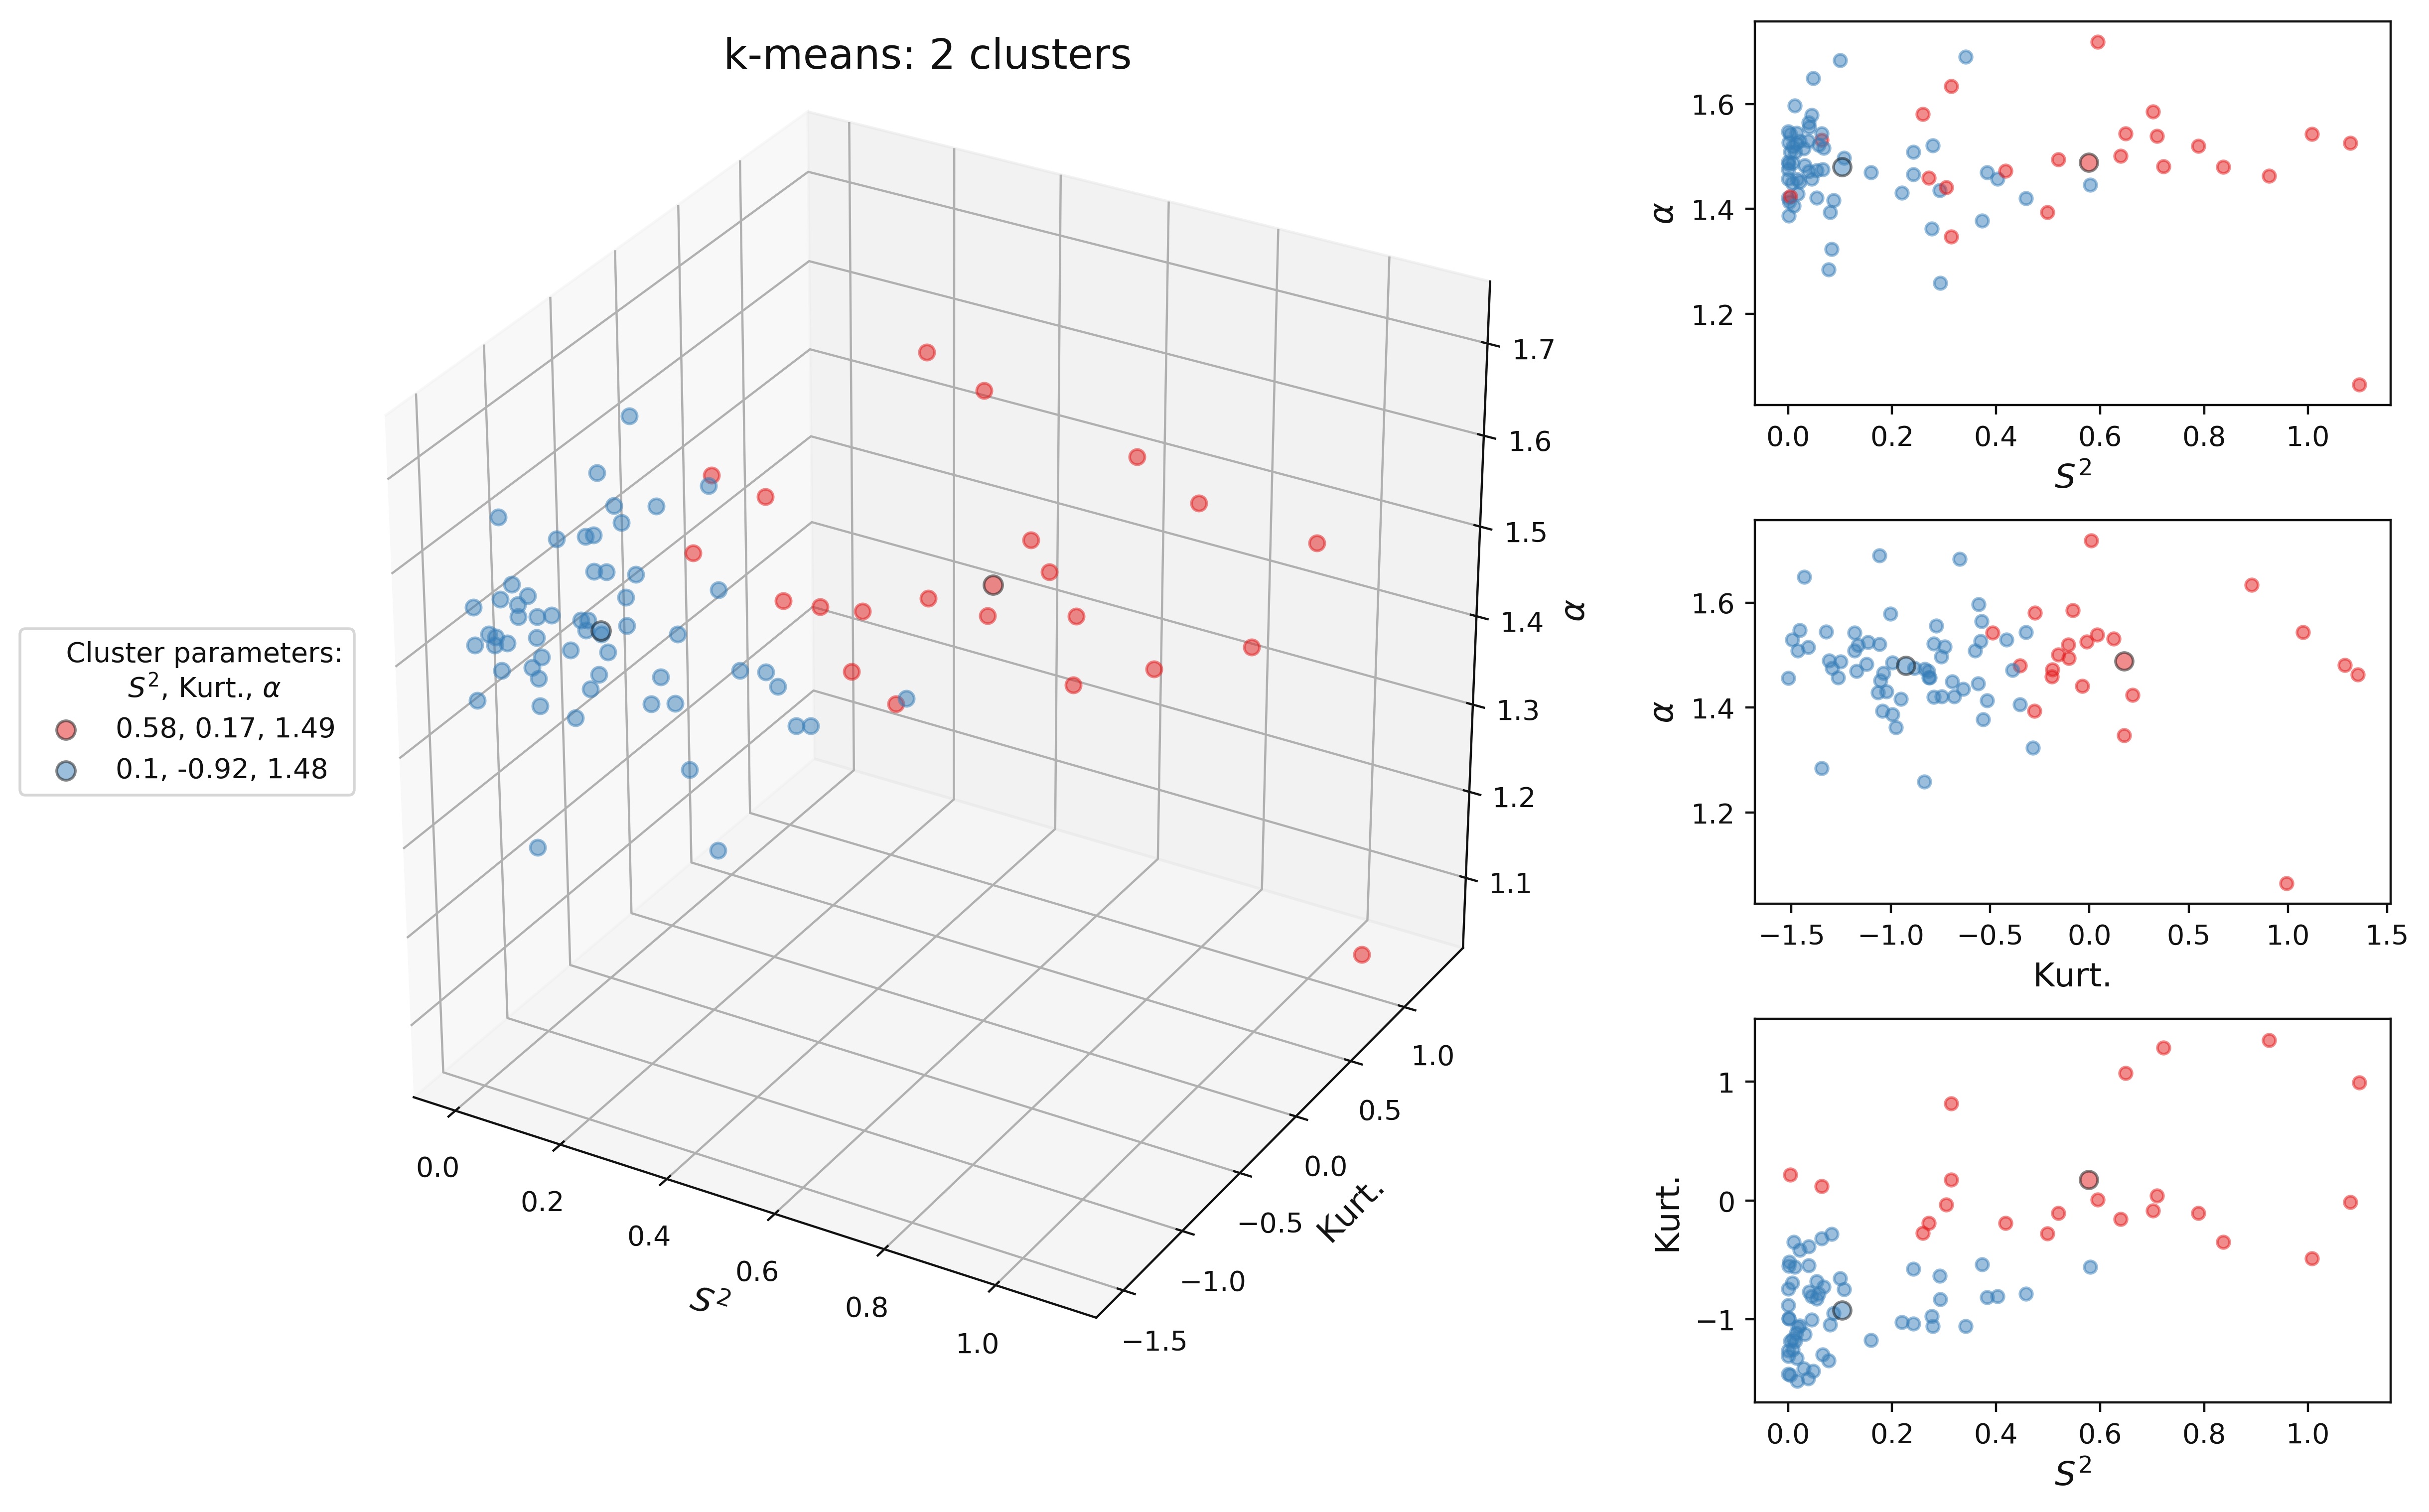 k-means: 2 clusters
Cluster parameters:
S², Kurt., α
0.58, 0.17, 1.49
0.1, -0.92, 1.48
1.7
1.6
1.5
1.4
1.3
1.2
1.1
α
0.0
0.2
0.4
0.6
0.8
1.0
S²
−1.5
−1.0
−0.5
0.0
0.5
1.0
Kurt.
1.6
1.4
1.2
α
0.0 0.2 0.4 0.6 0.8 1.0
S²
1.6
1.4
1.2
α
−1.5 −1.0 −0.5 0.0 0.5 1.0 1.5
Kurt.
1
0
−1
Kurt.
0.0 0.2 0.4 0.6 0.8 1.0
S²